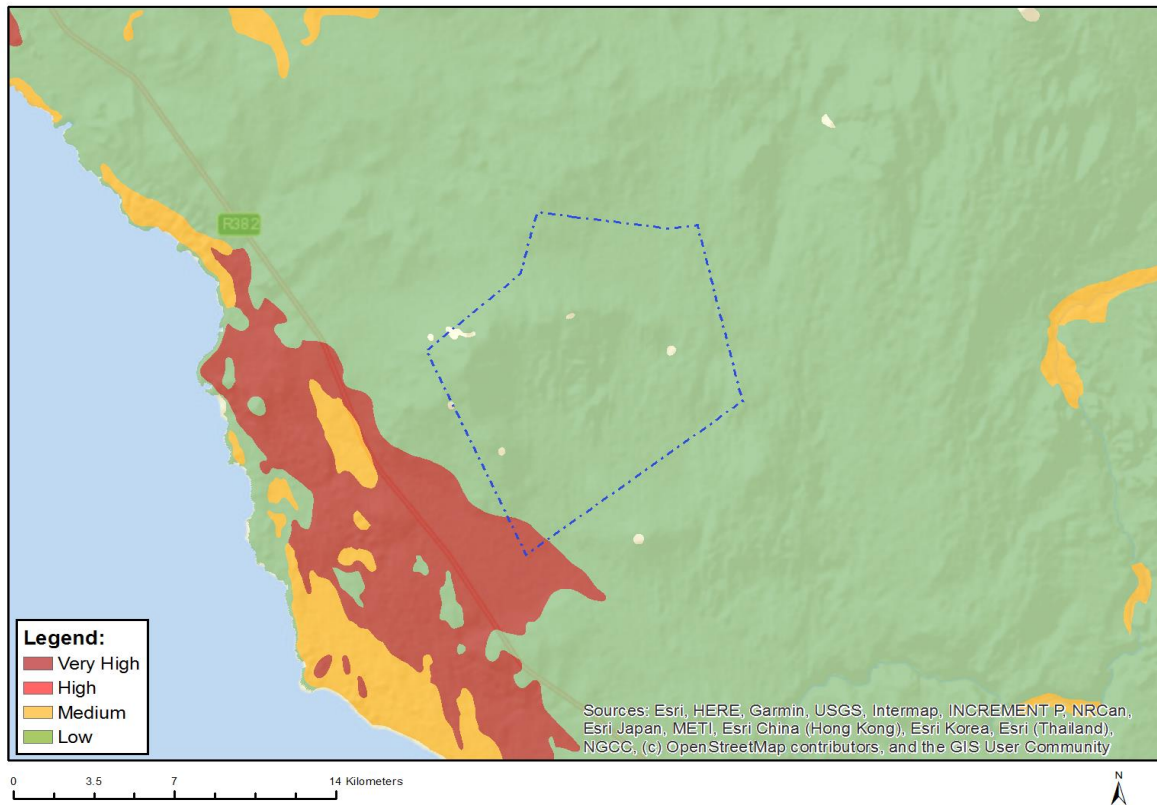 R382
Legend:
Very High
High
Medium
Low
Sources: Esri, HERE, Garmin, USGS, Intermap, INCREMENT P, NRCan,
Esri Japan, METI, Esri China (Hong Kong), Esri Korea, Esri (Thailand),
NGCC, (c) OpenStreetMap contributors, and the GIS User Community
0 3.5 7 14 Kilometers
N